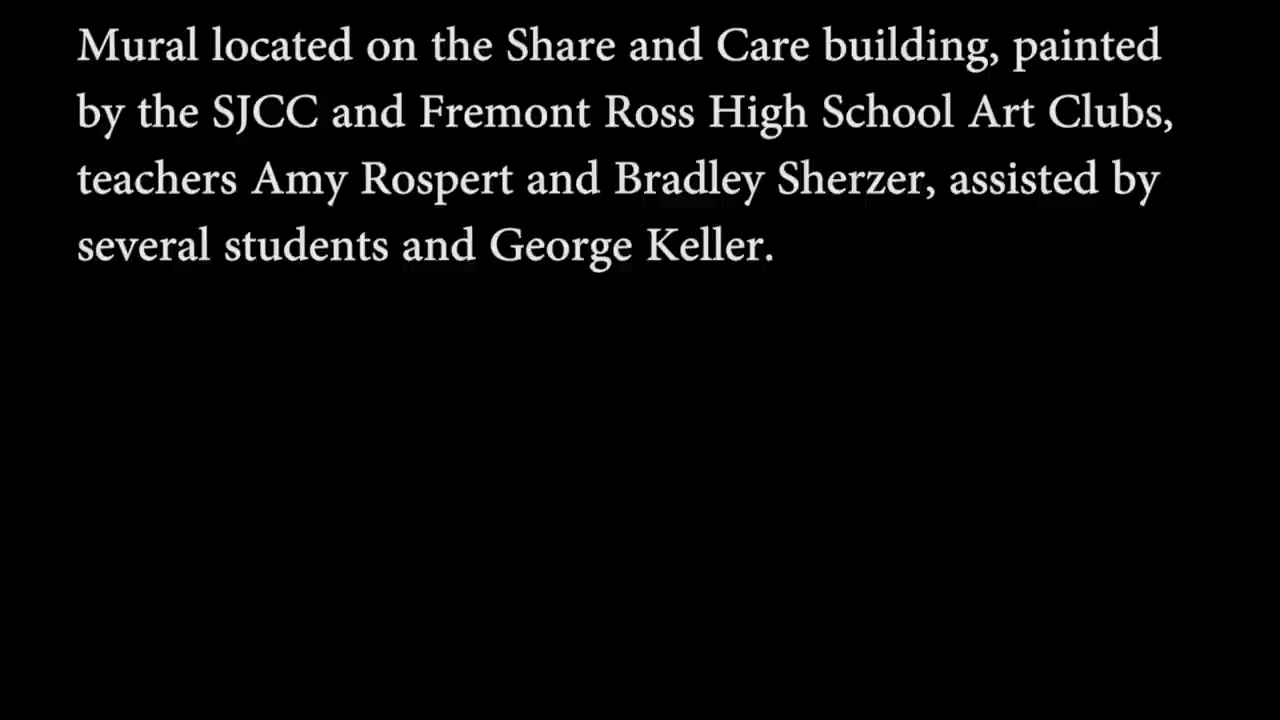 Mural located on the Share and Care building, painted
by the SJCC and Fremont Ross High School Art Clubs,
teachers Amy Rospert and Bradley Sherzer, assisted by
several students and George Keller.